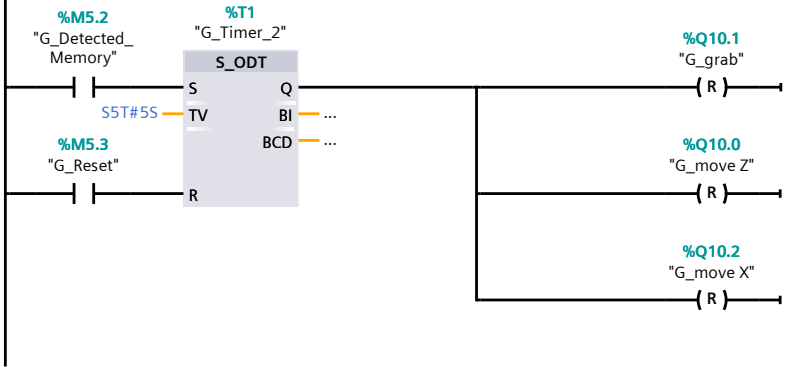 %M5.2
"G_Detected_
Memory"
%T1
"G_Timer_2"
S_ODT
S
Q
S5T#5S
TV
BI
...
BCD
...
%M5.3
"G_Reset"
R
%Q10.1
"G_grab"
R
%Q10.0
"G_move Z"
R
%Q10.2
"G_move X"
R